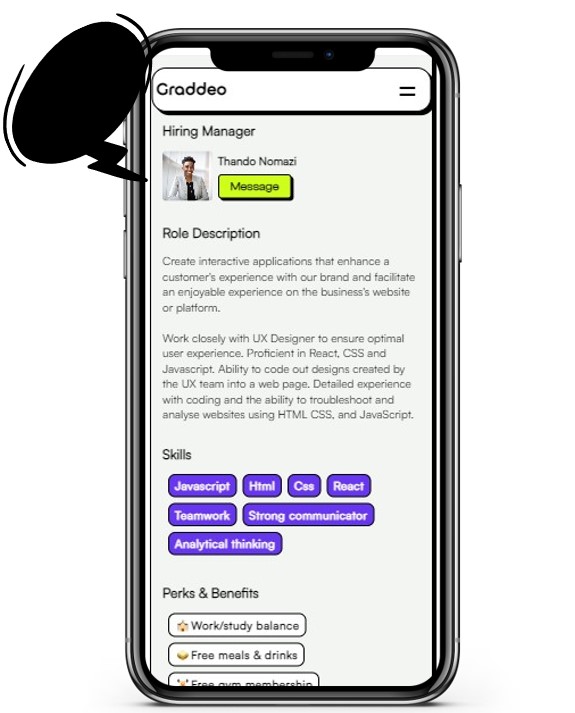 Graddeo
Hiring Manager
Thando Nomazi
Message
Role Description
Create interactive applications that enhance a
customer's experience with our brand and facilitate
an enjoyable experience on the business's website
or platform.
Work closely with UX Designer to ensure optimal
user experience. Proficient in React, CSS and
Javascript. Ability to code out designs created by
the UX team into a web page. Detailed experience
with coding and the ability to troubleshoot and
analyse websites using HTML CSS, and JavaScript.
Skills
Javascript Html Css React
Teamwork Strong communicator
Analytical thinking
Perks & Benefits
Work/study balance
Free meals & drinks
Free gym membership